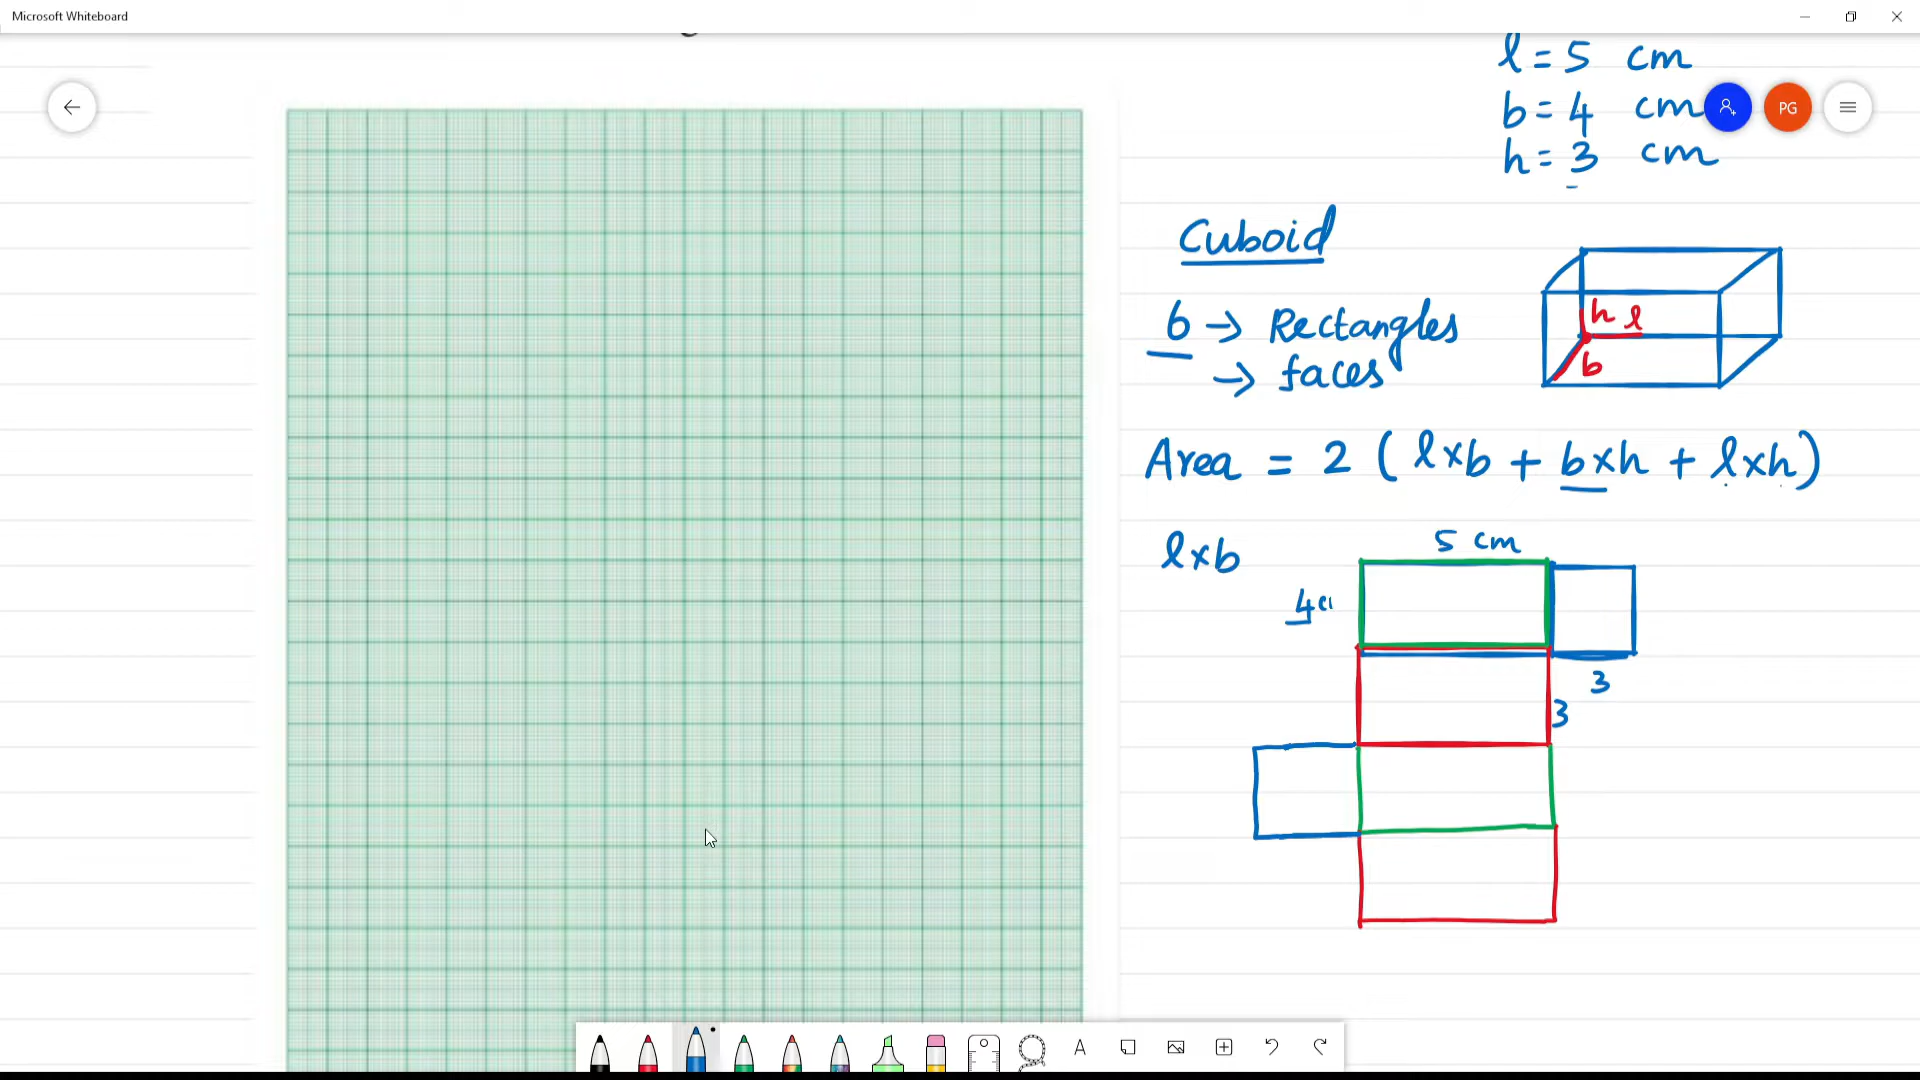 Microsoft Whiteboard
l = 5 cm
b = 4 cm
h = 3 cm
PG
Cuboid
6 → Rectangles
→ faces
h l
b
Area = 2 ( l×b + b×h + l×h )
l×b
5 cm
4 c
3
3
A